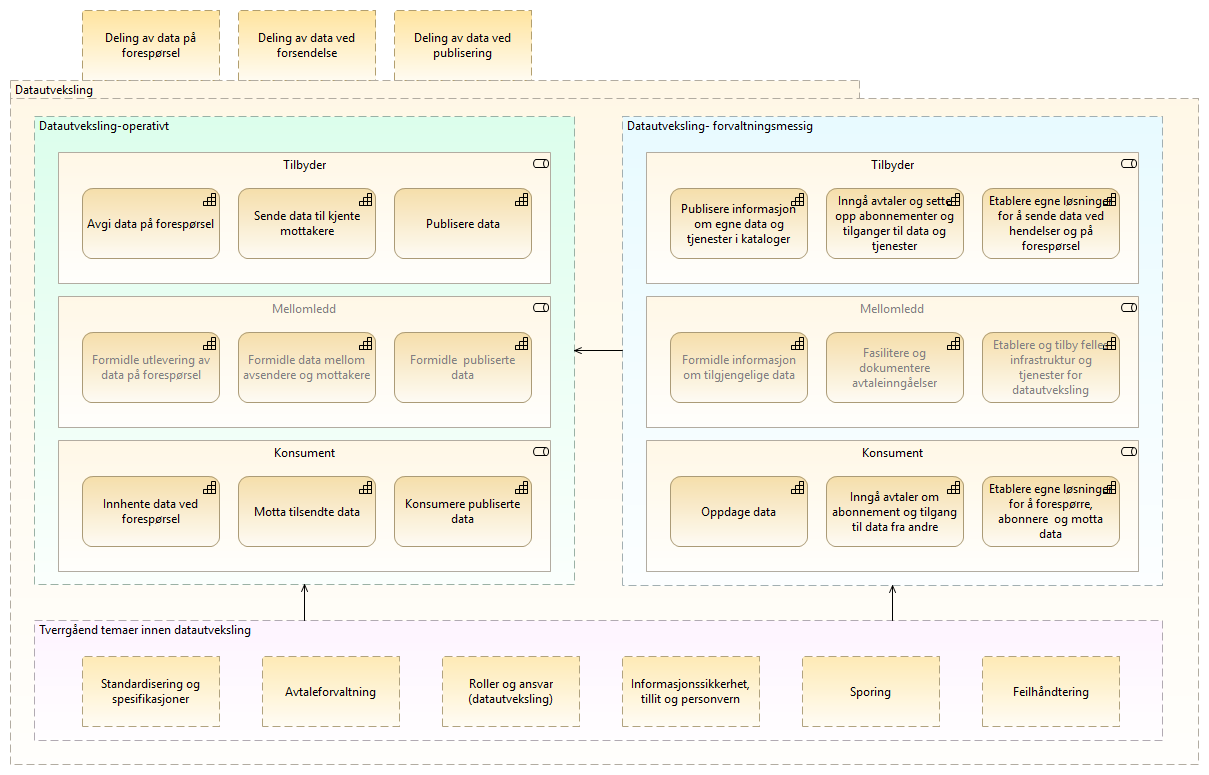 Deling av data på
forespørsel
Deling av data ved
forsendelse
Deling av data ved
publisering
Datautveksling
Datautveksling-operativt
Tilbyder
Avgi data på forespørsel
Sende data til kjente
mottakere
Publisere data
Mellomledd
Formidle utlevering av
data på forespørsel
Formidle data mellom
avsendere og mottakere
Formidle  publiserte
data
Konsument
Innhente data ved
forespørsel
Motta tilsendte data
Konsumere publiserte
data
Datautveksling- forvaltningsmessig
Tilbyder
Publisere informasjon
om egne data og
tjenester i kataloger
Inngå avtaler og sette
opp abonnementer og
tilganger til data og
tjenester
Etablere egne løsninger
for å sende data ved
hendelser og på
forespørsel
Mellomledd
Formidle informasjon
om tilgjengelige data
Fasilitere og
dokumentere
avtaleinngåelser
Etablere og tilby felles
infrastruktur og
tjenester for
datautveksling
Konsument
Oppdage data
Inngå avtaler om
abonnement og tilgang
til data fra andre
Etablere egne løsninger
for å forespørre,
abonnere  og motta
data
Tverrgåend temaer innen datautveksling
Standardisering og
spesifikasjoner
Avtaleforvaltning
Roller og ansvar
(datautveksling)
Informasjonssikkerhet,
tillit og personvern
Sporing
Feilhåndtering